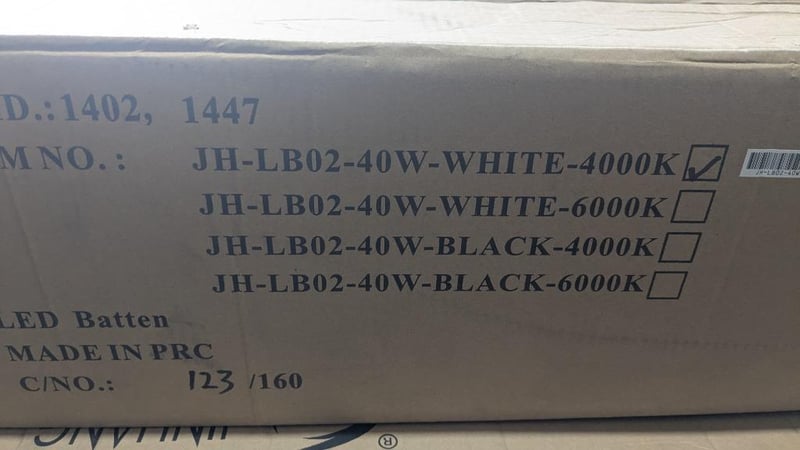 ID.:1402, 1447
M NO.: JH-LB02-40W-WHITE-4000K
JH-LB02-40W-WHITE-6000K
JH-LB02-40W-BLACK-4000K
JH-LB02-40W-BLACK-6000K
LED Batten
MADE IN PRC
C/NO.: 123 /160
®